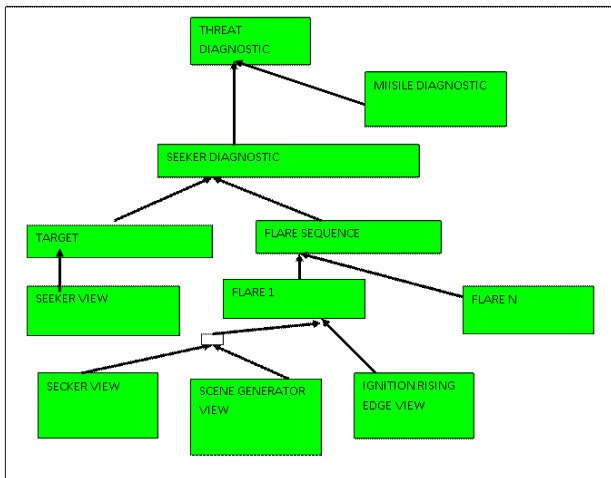 THREAT
DIAGNOSTIC
MIISILE DIAGNOSTIC
SEEKER DIAGNOSTIC
TARGET
FLARE SEQUENCE
SEEKER VIEW
FLARE 1
FLARE N
SECKER VIEW
SCENE GENERATOR
VIEW
IGNITION RISING
EDGE VIEW